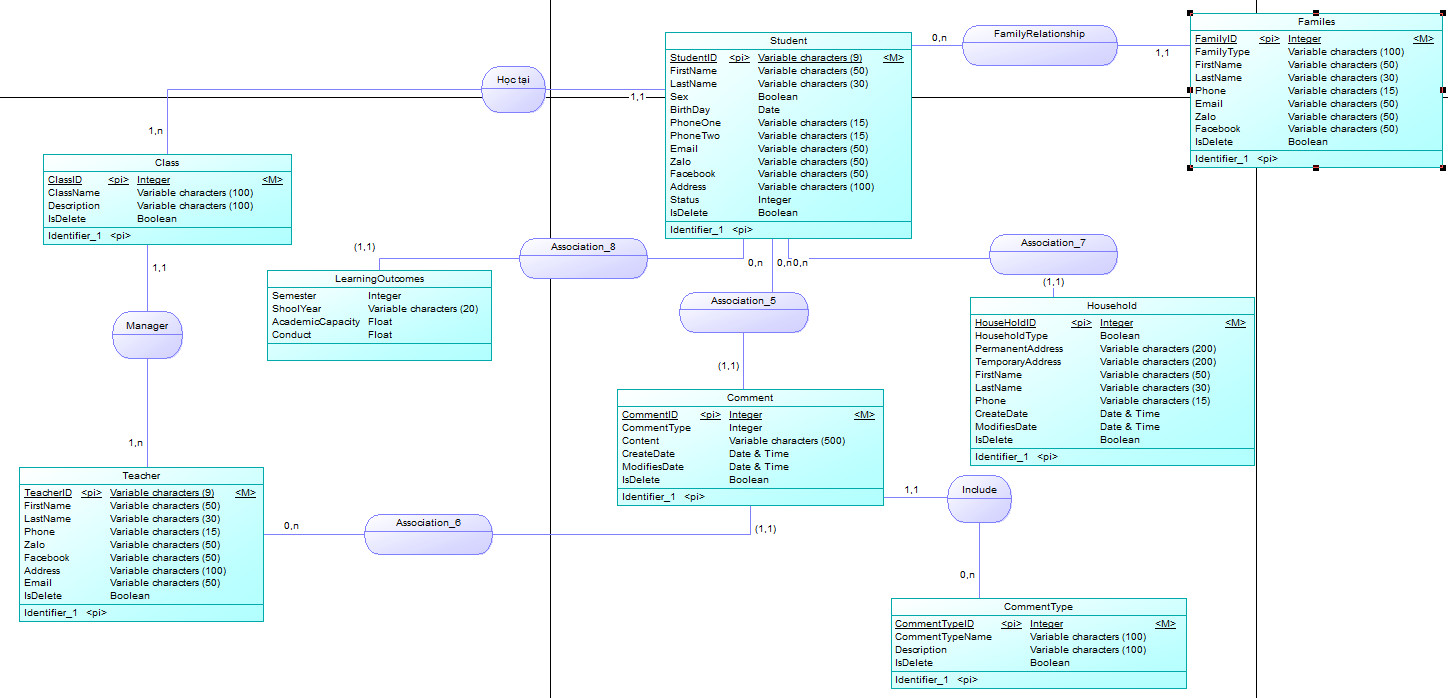 Familes
FamilyID <pi> Integer <M>
FamilyType Variable characters (100)
FirstName Variable characters (50)
LastName Variable characters (30)
Phone Variable characters (15)
Email Variable characters (50)
Zalo Variable characters (50)
Facebook Variable characters (50)
IsDelete Boolean
Identifier_1 <pi>
FamilyRelationship
0,n
1,1
Student
StudentID <pi> Variable characters (9) <M>
FirstName Variable characters (50)
LastName Variable characters (30)
Sex Boolean
BirthDay Date
PhoneOne Variable characters (15)
PhoneTwo Variable characters (15)
Email Variable characters (50)
Zalo Variable characters (50)
Facebook Variable characters (50)
Address Variable characters (100)
Status Integer
IsDelete Boolean
Identifier_1 <pi>
Học tại
1,1
1,n
Class
ClassID <pi> Integer <M>
ClassName Variable characters (100)
Description Variable characters (100)
IsDelete Boolean
Identifier_1 <pi>
1,1
Manager
1,n
(1,1)
Association_8
0,n
0,n
0,n
Association_7
(1,1)
LearningOutcomes
Semester Integer
ShoolYear Variable characters (20)
AcademicCapacity Float
Conduct Float
Association_5
(1,1)
Household
HouseHoldID <pi> Integer <M>
HouseholdType Boolean
PermanentAddress Variable characters (200)
TemporaryAddress Variable characters (200)
FirstName Variable characters (50)
LastName Variable characters (30)
Phone Variable characters (15)
CreateDate Date & Time
ModifiesDate Date & Time
IsDelete Boolean
Identifier_1 <pi>
Comment
CommentID <pi> Integer <M>
CommentType Integer
Content Variable characters (500)
CreateDate Date & Time
ModifiesDate Date & Time
IsDelete Boolean
Identifier_1 <pi>
1,1
Include
0,n
Teacher
TeacherID <pi> Variable characters (9) <M>
FirstName Variable characters (50)
LastName Variable characters (30)
Phone Variable characters (15)
Zalo Variable characters (50)
Facebook Variable characters (50)
Address Variable characters (100)
Email Variable characters (50)
IsDelete Boolean
Identifier_1 <pi>
0,n
Association_6
(1,1)
CommentType
CommentTypeID <pi> Integer <M>
CommentTypeName Variable characters (100)
Description Variable characters (100)
IsDelete Boolean
Identifier_1 <pi>